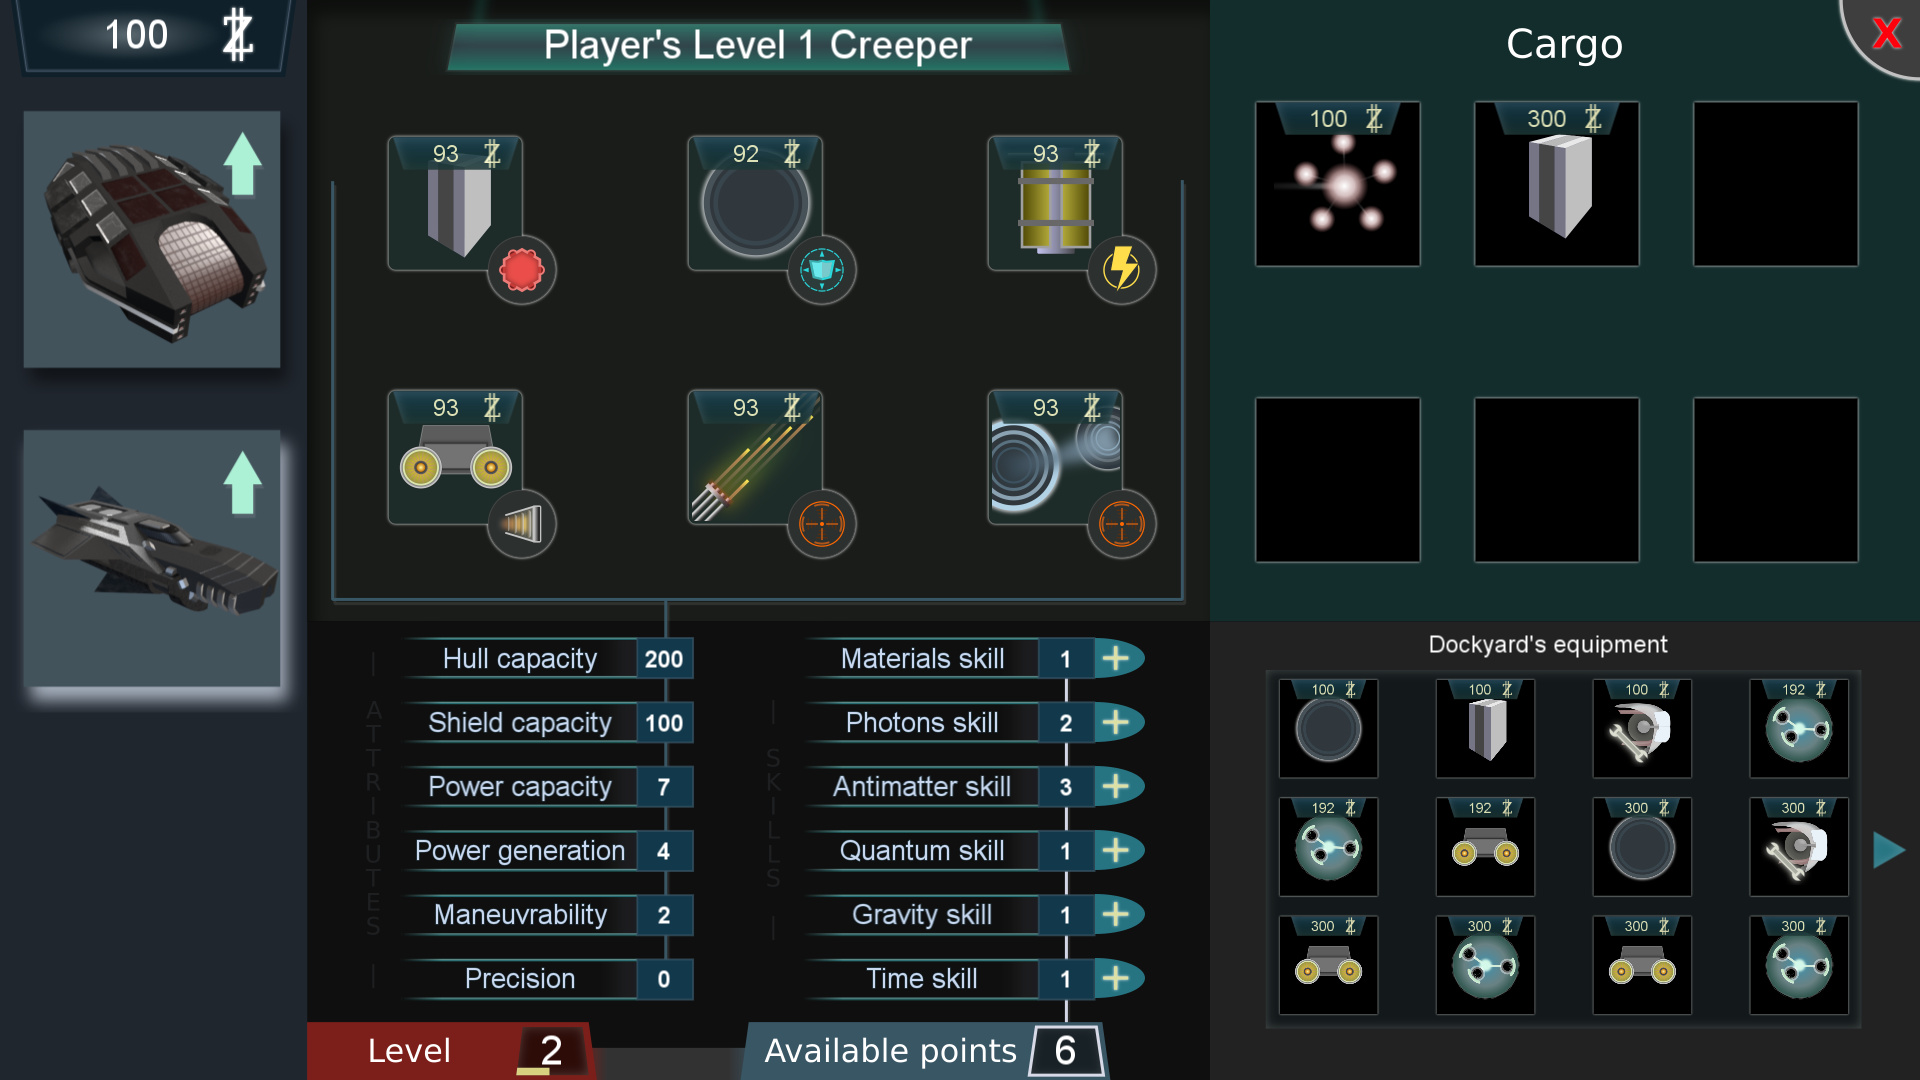 100
Player's Level 1 Creeper
Cargo
X
93
92
93
93
93
93
100
300
Hull capacity 200
Shield capacity 100
Power capacity 7
Power generation 4
Maneuvrability 2
Precision 0
ATTRIBUTES
Materials skill 1 +
Photons skill 2 +
Antimatter skill 3 +
Quantum skill 1 +
Gravity skill 1 +
Time skill 1 +
SKILLS
Level 2
Available points 6
Dockyard's equipment
100 100 100 192
192 192 300 300
300 300 300 300